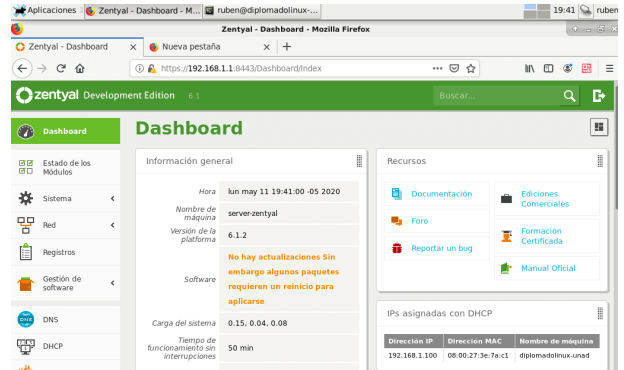 Aplicaciones
Zentyal - Dashboard - M...
ruben@diplomadolinux-...
19:41
ruben
Zentyal - Dashboard - Mozilla Firefox
Zentyal - Dashboard
Nueva pestaña
https://192.168.1.1:8443/Dashboard/Index
zentyal Development Edition 6.1
Buscar...
Dashboard
Estado de los
Módulos
Sistema
Red
Registros
Gestión de
software
DNS
DHCP
Dashboard
Información general
Hora lun may 11 19:41:00 -05 2020
Nombre de
máquina
server-zentyal
Versión de la
plataforma
6.1.2
Software
No hay actualizaciones Sin
embargo algunos paquetes
requieren un reinicio para
aplicarse
Carga del sistema 0.15, 0.04, 0.08
Tiempo de
funcionamiento sin
interrupciones
50 min
Recursos
Documentación
Foro
Reportar un bug
Ediciones
Comerciales
Formación
Certificada
Manual Oficial
IPs asignadas con DHCP
Dirección IP Dirección MAC Nombre de máquina
192.168.1.100 08:00:27:3e:7a:c1 diplomadolinux-unad